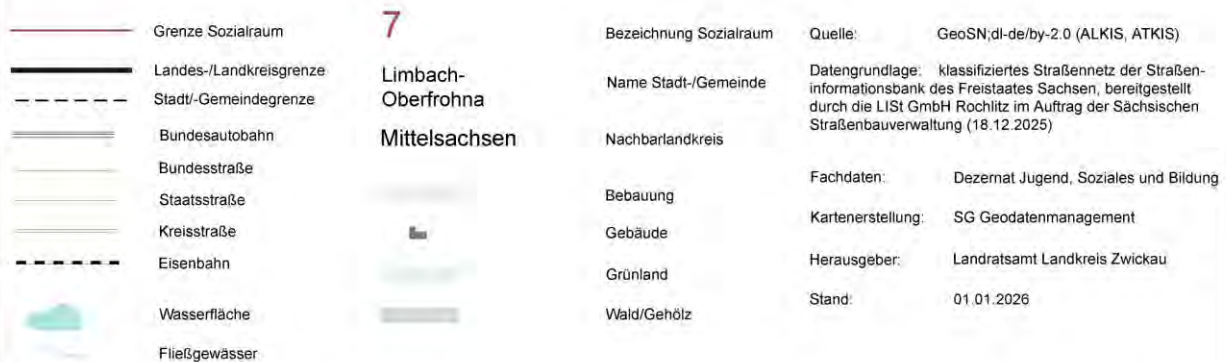 Grenze Sozialraum
Landes-/Landkreisgrenze
Stadt/-Gemeindegrenze
Bundesautobahn
Bundesstraße
Staatsstraße
Kreisstraße
Eisenbahn
Wasserfläche
Fließgewässer
7
Limbach-
Oberfrohna
Mittelsachsen
Bezeichnung Sozialraum
Name Stadt-/Gemeinde
Nachbarlandkreis
Bebauung
Gebäude
Grünland
Wald/Gehölz
Quelle: GeoSN;dl-de/by-2.0 (ALKIS, ATKIS)
Datengrundlage: klassifiziertes Straßennetz der Straßen-
informationsbank des Freistaates Sachsen, bereitgestellt
durch die LISt GmbH Rochlitz im Auftrag der Sächsischen
Straßenbauverwaltung (18.12.2025)
Fachdaten: Dezernat Jugend, Soziales und Bildung
Kartenerstellung: SG Geodatenmanagement
Herausgeber: Landratsamt Landkreis Zwickau
Stand: 01.01.2026